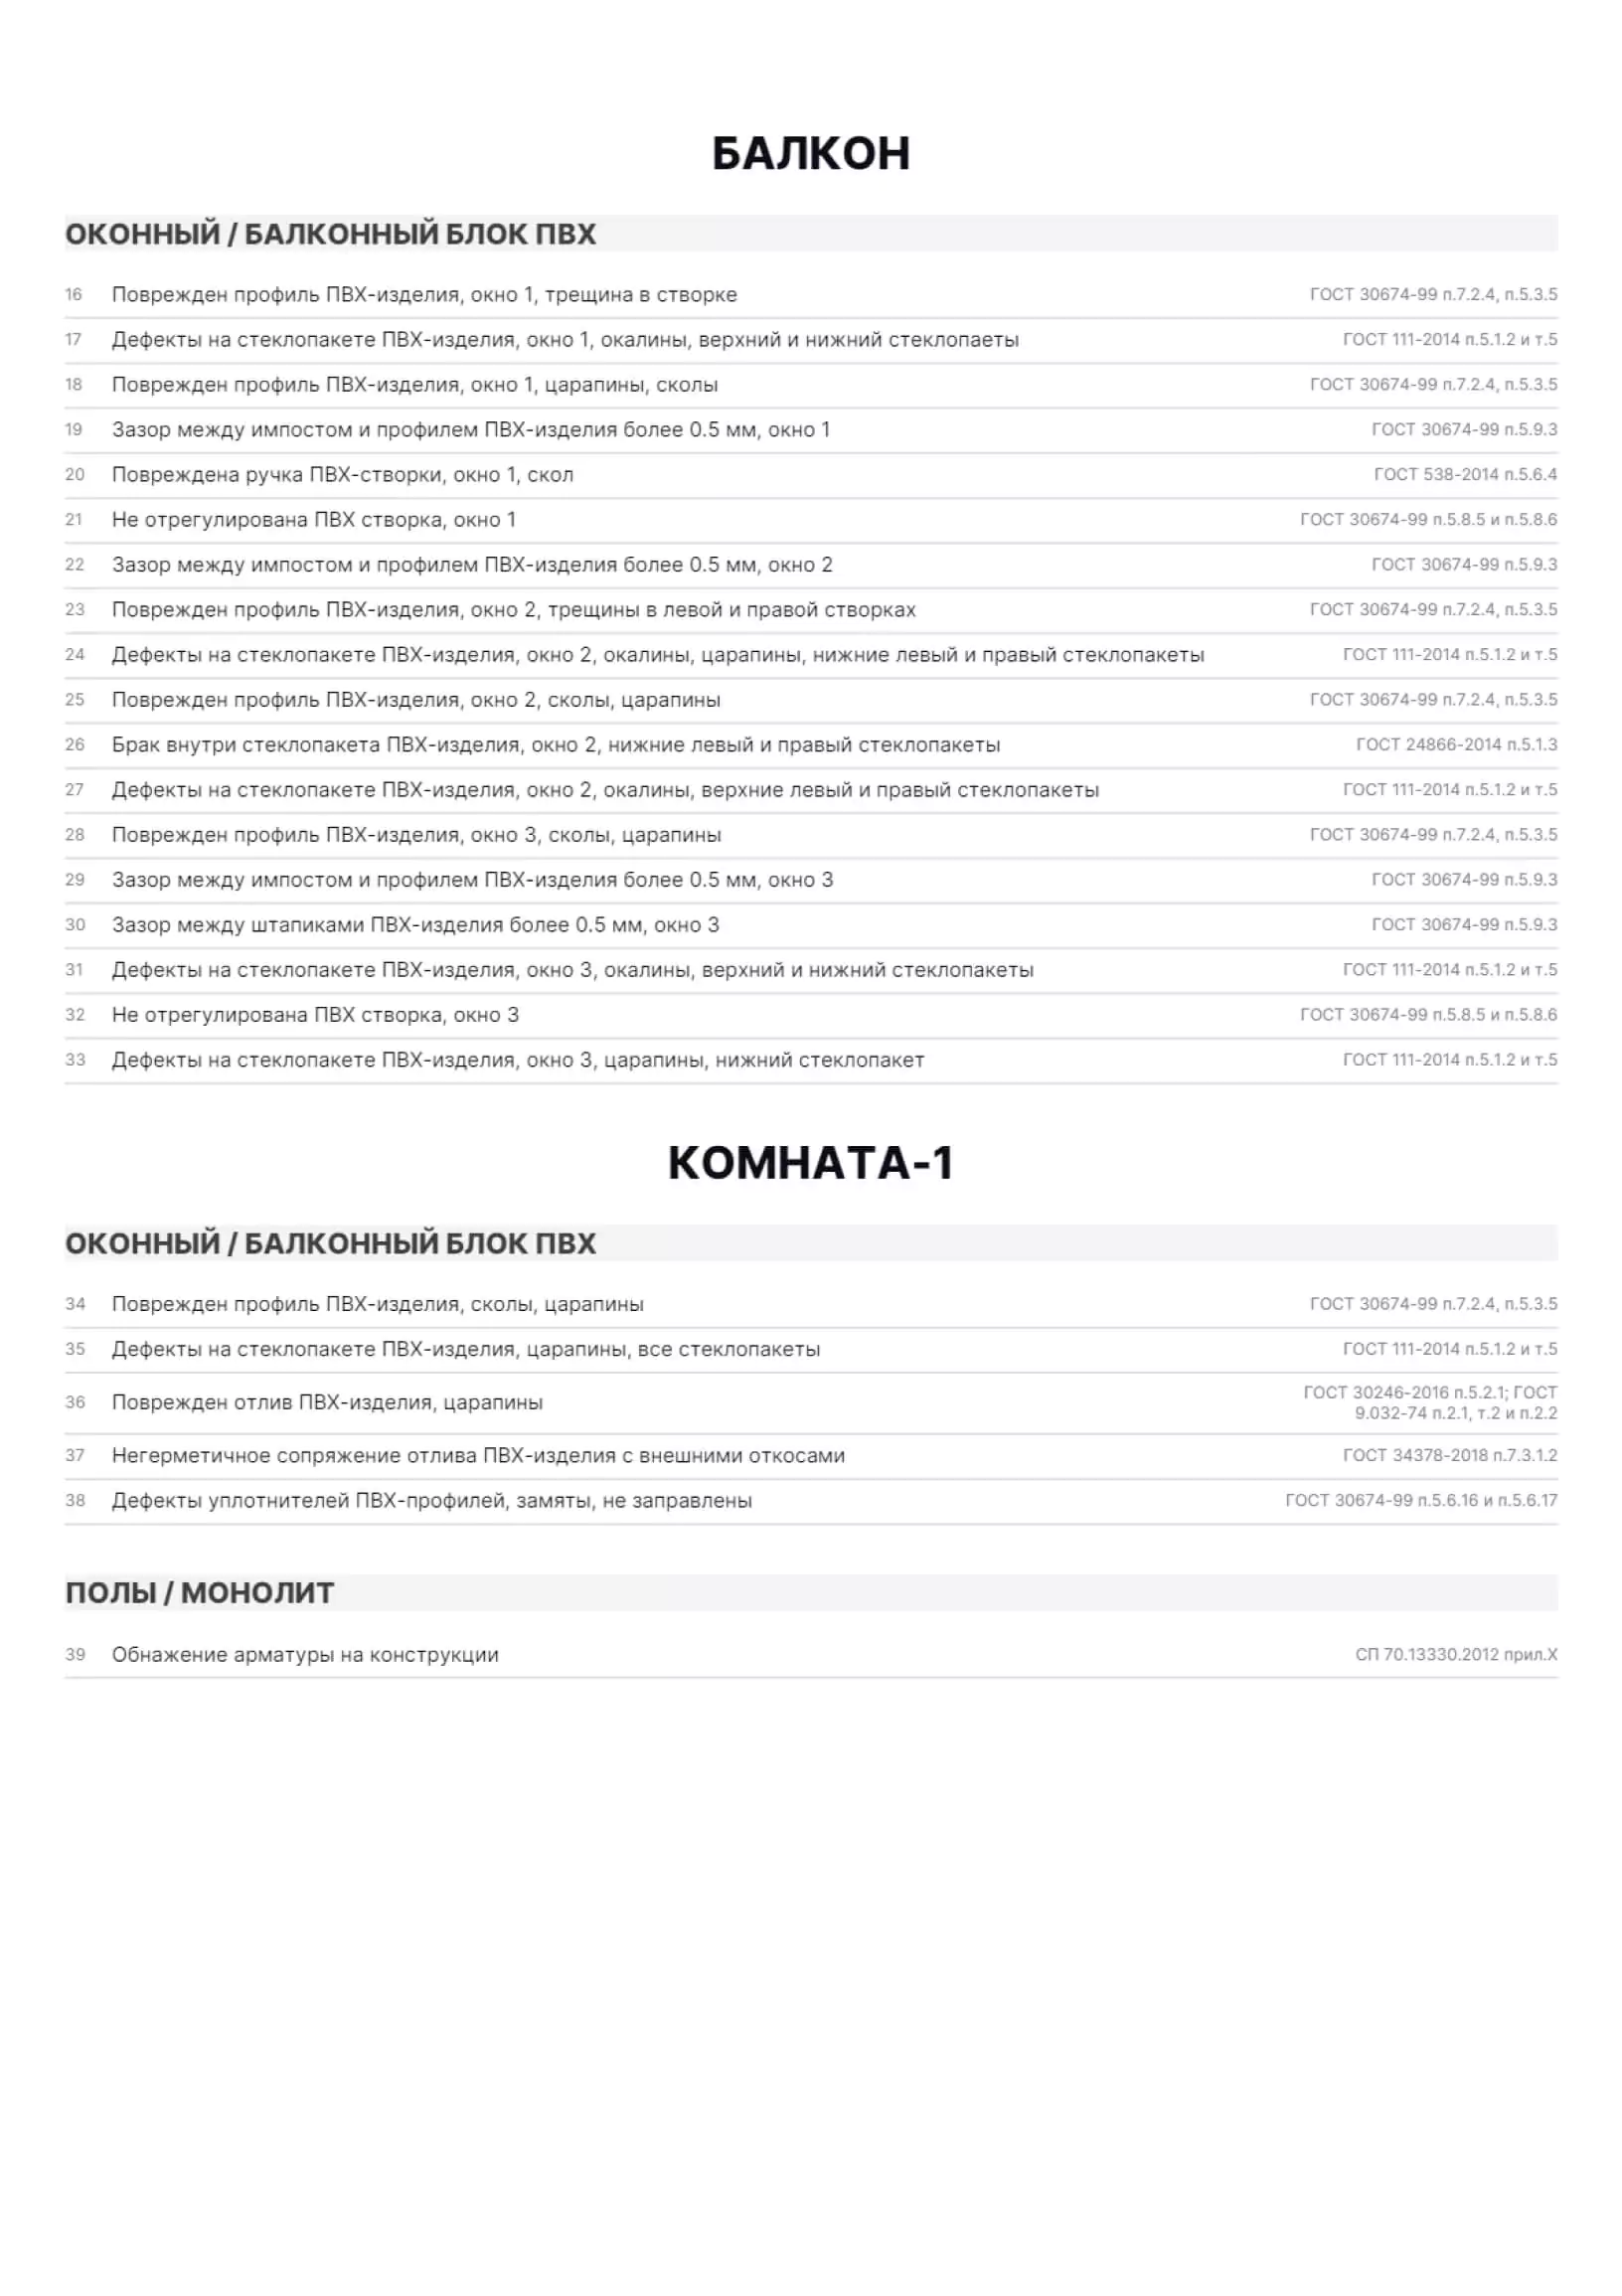 БАЛКОН
ОКОННЫЙ / БАЛКОННЫЙ БЛОК ПВХ
16 Поврежден профиль ПВХ-изделия, окно 1, трещина в створке ГОСТ 30674-99 п.7.2.4, п.5.3.5
17 Дефекты на стеклопакете ПВХ-изделия, окно 1, окалины, верхний и нижний стеклопаеты ГОСТ 111-2014 п.5.1.2 и т.5
18 Поврежден профиль ПВХ-изделия, окно 1, царапины, сколы ГОСТ 30674-99 п.7.2.4, п.5.3.5
19 Зазор между импостом и профилем ПВХ-изделия более 0.5 мм, окно 1 ГОСТ 30674-99 п.5.9.3
20 Повреждена ручка ПВХ-створки, окно 1, скол ГОСТ 538-2014 п.5.6.4
21 Не отрегулирована ПВХ створка, окно 1 ГОСТ 30674-99 п.5.8.5 и п.5.8.6
22 Зазор между импостом и профилем ПВХ-изделия более 0.5 мм, окно 2 ГОСТ 30674-99 п.5.9.3
23 Поврежден профиль ПВХ-изделия, окно 2, трещины в левой и правой створках ГОСТ 30674-99 п.7.2.4, п.5.3.5
24 Дефекты на стеклопакете ПВХ-изделия, окно 2, окалины, царапины, нижние левый и правый стеклопакеты ГОСТ 111-2014 п.5.1.2 и т.5
25 Поврежден профиль ПВХ-изделия, окно 2, сколы, царапины ГОСТ 30674-99 п.7.2.4, п.5.3.5
26 Брак внутри стеклопакета ПВХ-изделия, окно 2, нижние левый и правый стеклопакеты ГОСТ 24866-2014 п.5.1.3
27 Дефекты на стеклопакете ПВХ-изделия, окно 2, окалины, верхние левый и правый стеклопакеты ГОСТ 111-2014 п.5.1.2 и т.5
28 Поврежден профиль ПВХ-изделия, окно 3, сколы, царапины ГОСТ 30674-99 п.7.2.4, п.5.3.5
29 Зазор между импостом и профилем ПВХ-изделия более 0.5 мм, окно 3 ГОСТ 30674-99 п.5.9.3
30 Зазор между штапиками ПВХ-изделия более 0.5 мм, окно 3 ГОСТ 30674-99 п.5.9.3
31 Дефекты на стеклопакете ПВХ-изделия, окно 3, окалины, верхний и нижний стеклопакеты ГОСТ 111-2014 п.5.1.2 и т.5
32 Не отрегулирована ПВХ створка, окно 3 ГОСТ 30674-99 п.5.8.5 и п.5.8.6
33 Дефекты на стеклопакете ПВХ-изделия, окно 3, царапины, нижний стеклопакет ГОСТ 111-2014 п.5.1.2 и т.5
КОМНАТА-1
ОКОННЫЙ / БАЛКОННЫЙ БЛОК ПВХ
34 Поврежден профиль ПВХ-изделия, сколы, царапины ГОСТ 30674-99 п.7.2.4, п.5.3.5
35 Дефекты на стеклопакете ПВХ-изделия, царапины, все стеклопакеты ГОСТ 111-2014 п.5.1.2 и т.5
36 Поврежден отлив ПВХ-изделия, царапины ГОСТ 30246-2016 п.5.2.1; ГОСТ
9.032-74 п.2.1, т.2 и п.2.2
37 Негерметичное сопряжение отлива ПВХ-изделия с внешними откосами ГОСТ 34378-2018 п.7.3.1.2
38 Дефекты уплотнителей ПВХ-профилей, замяты, не заправлены ГОСТ 30674-99 п.5.6.16 и п.5.6.17
ПОЛЫ / МОНОЛИТ
39 Обнажение арматуры на конструкции СП 70.13330.2012 прил.Х